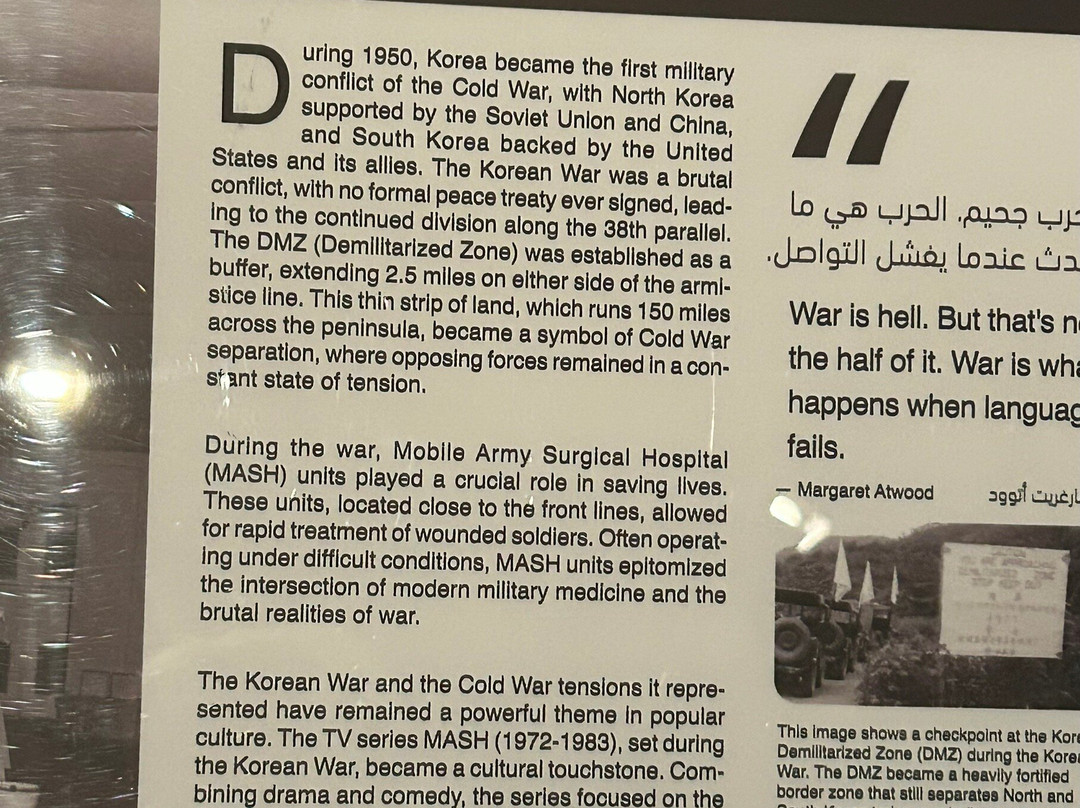 During 1950, Korea became the first military
conflict of the Cold War, with North Korea
supported by the Soviet Union and China,
and South Korea backed by the United
States and its allies. The Korean War was a brutal
conflict, with no formal peace treaty ever signed, lead-
ing to the continued division along the 38th parallel.
The DMZ (Demilitarized Zone) was established as a
buffer, extending 2.5 miles on either side of the armi-
stice line. This thin strip of land, which runs 150 miles
across the peninsula, became a symbol of Cold War
separation, where opposing forces remained in a con-
stant state of tension.
During the war, Mobile Army Surgical Hospital
(MASH) units played a crucial role in saving lives.
These units, located close to the front lines, allowed
for rapid treatment of wounded soldiers. Often operat-
ing under difficult conditions, MASH units epitomized
the intersection of modern military medicine and the
brutal realities of war.
The Korean War and the Cold War tensions it repre-
sented have remained a powerful theme in popular
culture. The TV series MASH (1972-1983), set during
the Korean War, became a cultural touchstone. Com-
bining drama and comedy, the series focused on the
"
جحيم. الحرب هي ما
عندما يفشل التواصل.
War is hell. But that's
the half of it. War is
happens when
fails.
— Margaret Atwood أتوود
This image shows a checkpoint at the
Demilitarized Zone (DMZ) during the
War. The DMZ became a heavily fortified
border zone that still separates North and